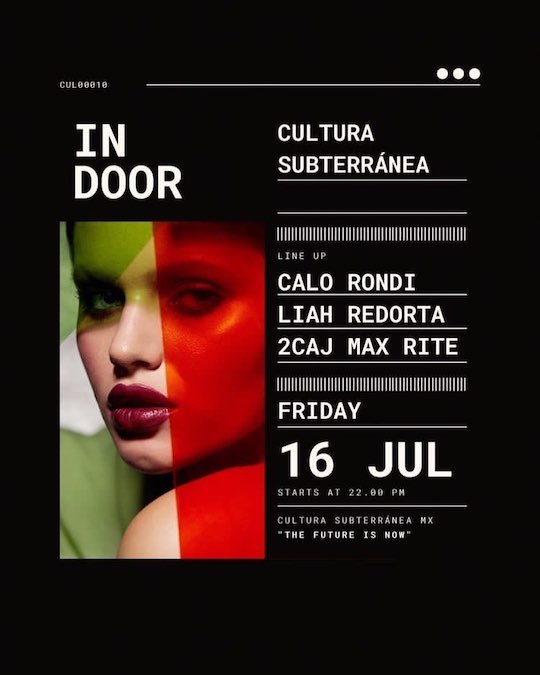 CUL00010
IN
DOOR
CULTURA
SUBTERRÁNEA
LINE UP
CALO RONDI
LIAH REDORTA
2CAJ MAX RITE
FRIDAY
16 JUL
STARTS AT 22.00 PM
CULTURA SUBTERRÁNEA MX
"THE FUTURE IS NOW"